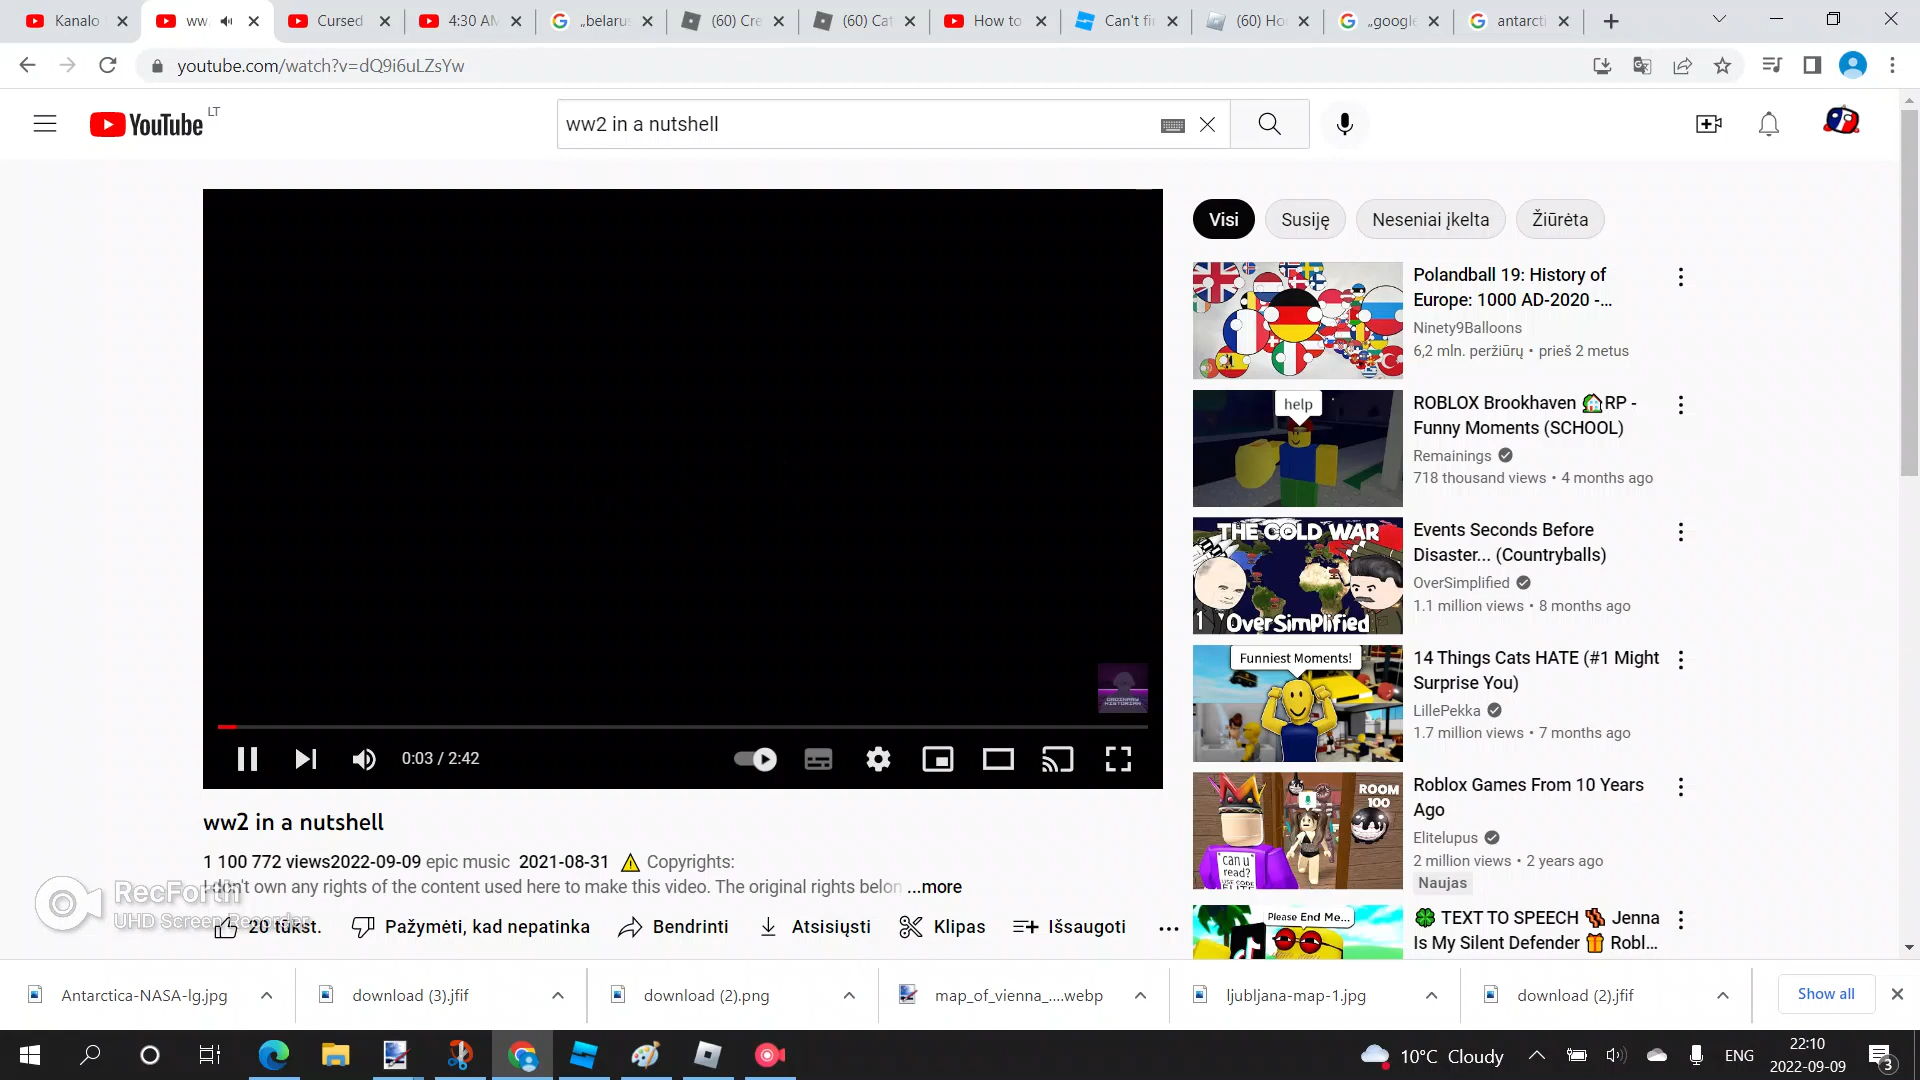 Kanalo
ww
Cursed
4:30 AM
„belarus
(60) Cre
(60) Cat
How to
Can't fi
(60) Ho
„google
antarcti
youtube.com/watch?v=dQ9i6uLZsYw
YouTube LT
ww2 in a nutshell
Visi
Susiję
Neseniai įkelta
Žiūrėta
Polandball 19: History of
Europe: 1000 AD-2020 -...
Ninety9Balloons
6,2 mln. peržiūrų • prieš 2 metus
help
ROBLOX Brookhaven 🏠RP -
Funny Moments (SCHOOL)
Remainings
718 thousand views • 4 months ago
THE COLD WAR
1
OverSimplified
Events Seconds Before
Disaster... (Countryballs)
OverSimplified
1.1 million views • 8 months ago
Funniest Moments!
14 Things Cats HATE (#1 Might
Surprise You)
LillePekka
1.7 million views • 7 months ago
ROOM
100
can u
read?
Roblox Games From 10 Years
Ago
Elitelupus
2 million views • 2 years ago
Naujas
Please End Me...
🍀 TEXT TO SPEECH 💸 Jenna
Is My Silent Defender 🎁 Robl...
ORDINARY
HISTORIAN
0:03 / 2:42
ww2 in a nutshell
1 100 772 views2022-09-09 epic music 2021-08-31 ⚠ Copyrights:
I don't own any rights of the content used here to make this video. The original rights belon ...more
RecForth
UHD Screen Recorder
20 tūkst.
Pažymėti, kad nepatinka
Bendrinti
Atsisiųsti
Klipas
Išsaugoti
Antarctica-NASA-lg.jpg
download (3).jfif
download (2).png
map_of_vienna_....webp
ljubljana-map-1.jpg
download (2).jfif
Show all
10°C Cloudy
ENG
22:10
2022-09-09
3